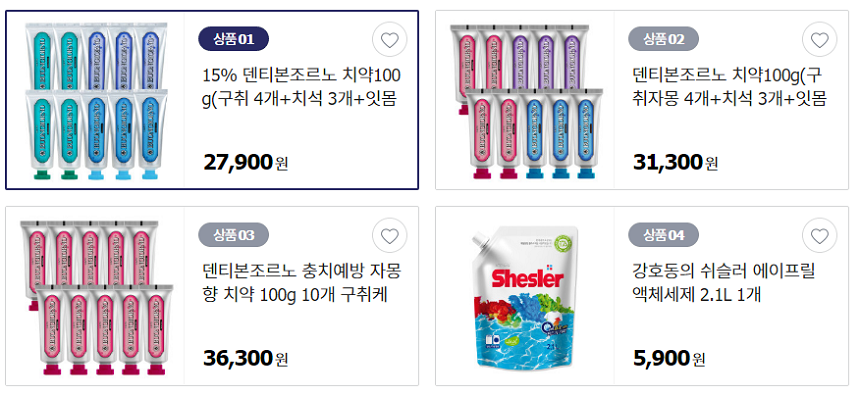 상품 01
15% 덴티본조르노 치약100
g(구취 4개+치석 3개+잇몸
27,900원
상품 02
덴티본조르노 치약100g(구
취자몽 4개+치석 3개+잇몸
31,300원
상품 03
덴티본조르노 충치예방 자몽
향 치약 100g 10개 구취케
36,300원
상품 04
강호동의 쉬슬러 에이프릴
액체세제 2.1L 1개
5,900원
Shesler